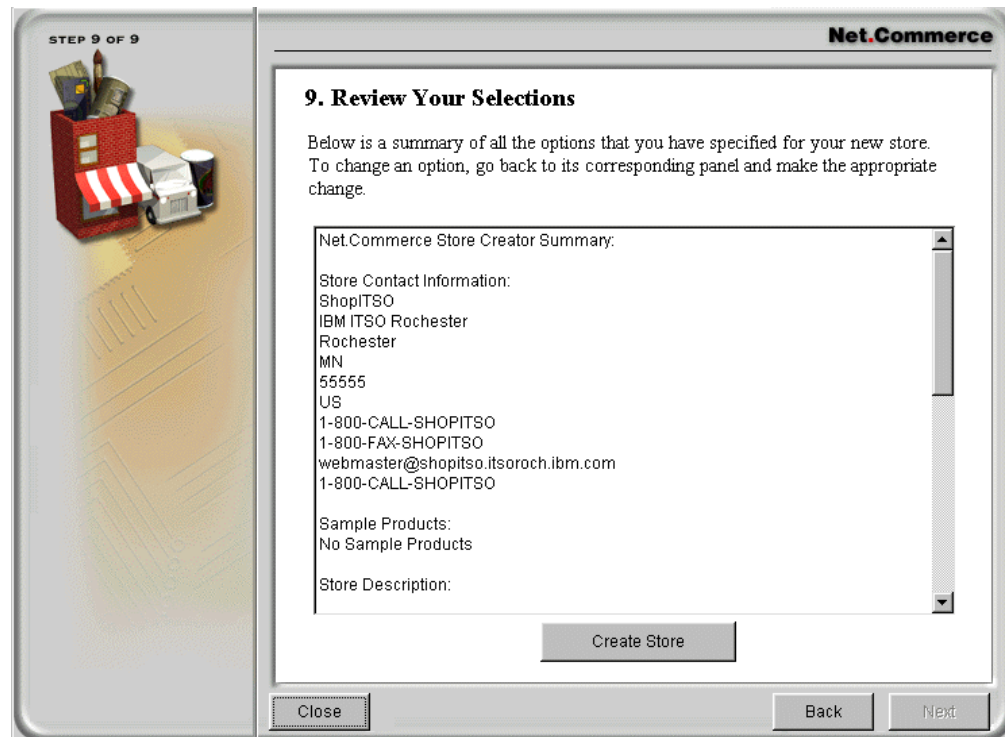 STEP 9 OF 9
Net.Commerce
9. Review Your Selections
Below is a summary of all the options that you have specified for your new store.
To change an option, go back to its corresponding panel and make the appropriate
change.
Net.Commerce Store Creator Summary:
Store Contact Information:
ShopITSO
IBM ITSO Rochester
Rochester
MN
55555
US
1-800-CALL-SHOPITSO
1-800-FAX-SHOPITSO
webmaster@shopitso.itsoroch.ibm.com
1-800-CALL-SHOPITSO
Sample Products:
No Sample Products
Store Description:
Create Store
Close
Back
Next